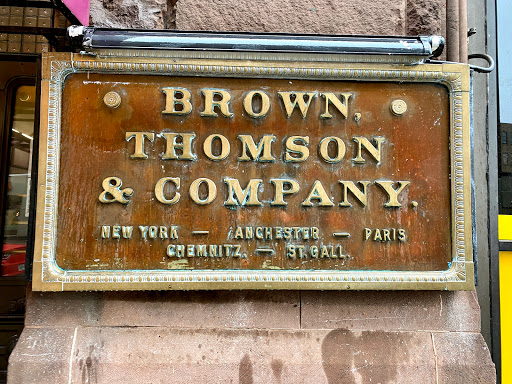 BROWN,
THOMSON
& COMPANY.
NEW YORK — ANCHESTER — PARIS
CHEMNITZ. — ST. GALL.